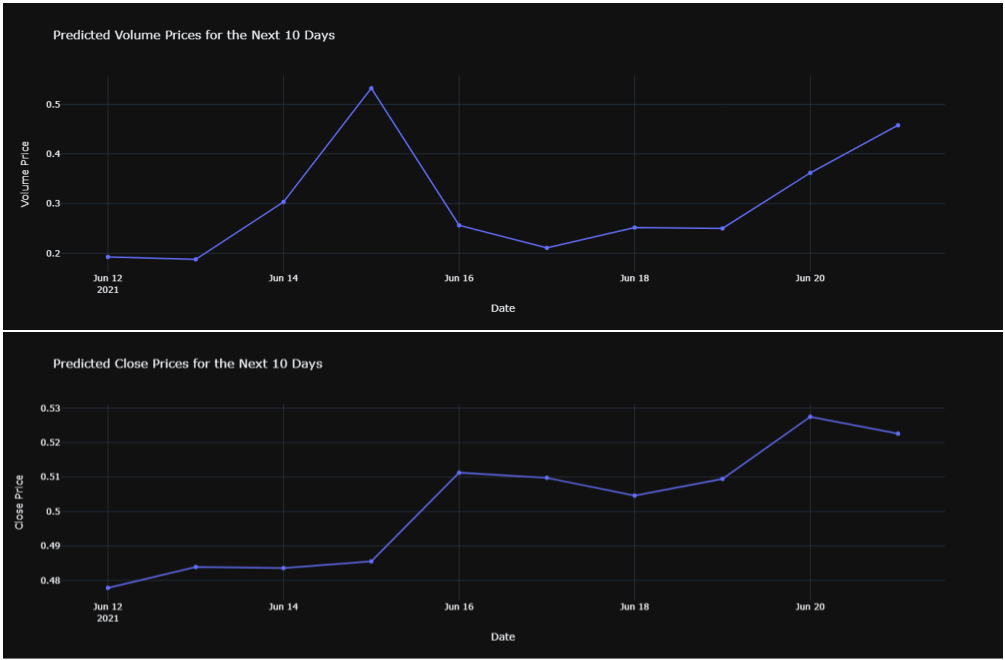 Predicted Volume Prices for the Next 10 Days
Volume Price
0.5
0.4
0.3
0.2
Jun 12
2021
Jun 14
Jun 16
Jun 18
Jun 20
Date
Predicted Close Prices for the Next 10 Days
Close Price
0.53
0.52
0.51
0.5
0.49
0.48
Jun 12
2021
Jun 14
Jun 16
Jun 18
Jun 20
Date